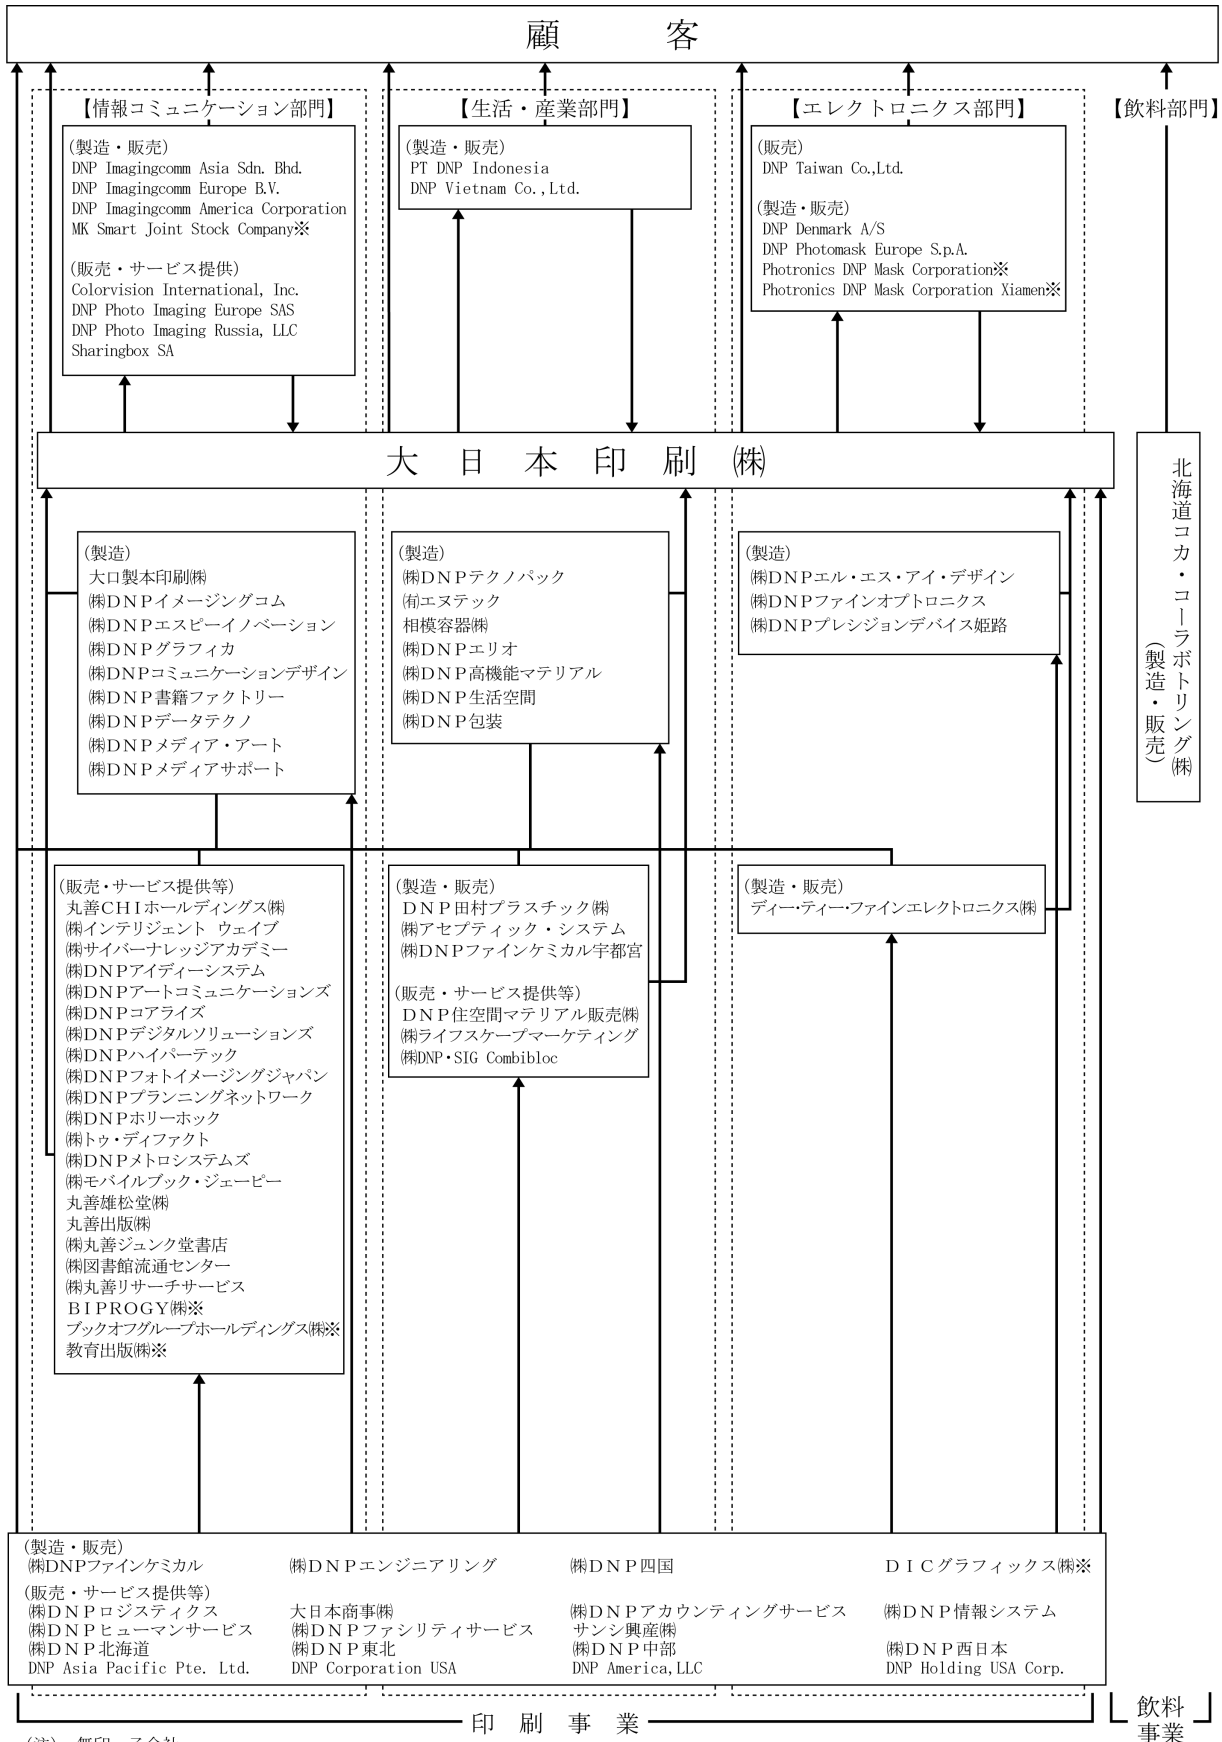 顧客
【情報コミュニケーション部門】
【生活・産業部門】
【エレクトロニクス部門】
【飲料部門】
(製造・販売)
DNP Imagingcomm Asia Sdn. Bhd.
DNP Imagingcomm Europe B.V.
DNP Imagingcomm America Corporation
MK Smart Joint Stock Company※
(販売・サービス提供)
Colorvision International, Inc.
DNP Photo Imaging Europe SAS
DNP Photo Imaging Russia, LLC
Sharingbox SA
(製造・販売)
PT DNP Indonesia
DNP Vietnam Co.,Ltd.
(販売)
DNP Taiwan Co.,Ltd.
(製造・販売)
DNP Denmark A/S
DNP Photomask Europe S.p.A.
Photronics DNP Mask Corporation※
Photronics DNP Mask Corporation Xiamen※
大日本印刷㈱
北海道コカ・コーラボトリング㈱
(製造・販売)
(製造)
大口製本印刷㈱
㈱DNPイメージングコム
㈱DNPエスピーイノベーション
㈱DNPグラフィカ
㈱DNPコミュニケーションデザイン
㈱DNP書籍ファクトリー
㈱DNPデータテクノ
㈱DNPメディア・アート
㈱DNPメディアサポート
(製造)
㈱DNPテクノパック
㈲エヌテック
相模容器㈱
㈱DNPエリオ
㈱DNP高機能マテリアル
㈱DNP生活空間
㈱DNP包装
(製造)
㈱DNPエル・エス・アイ・デザイン
㈱DNPファインオプトロニクス
㈱DNPプレシジョンデバイス姫路
(販売・サービス提供等)
丸善CHIホールディングス㈱
㈱インテリジェント ウェイブ
㈱サイバーナレッジアカデミー
㈱DNPアイディーシステム
㈱DNPアートコミュニケーションズ
㈱DNPコアライズ
㈱DNPデジタルソリューションズ
㈱DNPハイパーテック
㈱DNPフォトイメージングジャパン
㈱DNPプランニングネットワーク
㈱DNPホリーホック
㈱トゥ・ディファクト
㈱DNPメトロシステムズ
㈱モバイルブック・ジェーピー
丸善雄松堂㈱
丸善出版㈱
㈱丸善ジュンク堂書店
㈱図書館流通センター
㈱丸善リサーチサービス
BIPROGY㈱※
ブックオフグループホールディングス㈱※
教育出版㈱※
(製造・販売)
DNP田村プラスチック㈱
㈱アセプティック・システム
㈱DNPファインケミカル宇都宮
(販売・サービス提供等)
DNP住空間マテリアル販売㈱
㈱ライフスケープマーケティング
㈱DNP・SIG Combibloc
(製造・販売)
ディー・ティー・ファインエレクトロニクス㈱
(製造・販売)
㈱DNPファインケミカル ㈱DNPエンジニアリング ㈱DNP四国 DICグラフィックス㈱※
(販売・サービス提供等)
㈱DNPロジスティクス 大日本商事㈱ ㈱DNPアカウンティングサービス ㈱DNP情報システム
㈱DNPヒューマンサービス ㈱DNPファシリティサービス サンシ興産㈱
㈱DNP北海道 ㈱DNP東北 ㈱DNP中部 ㈱DNP西日本
DNP Asia Pacific Pte. Ltd. DNP Corporation USA DNP America,LLC DNP Holding USA Corp.
印刷事業
飲料
事業